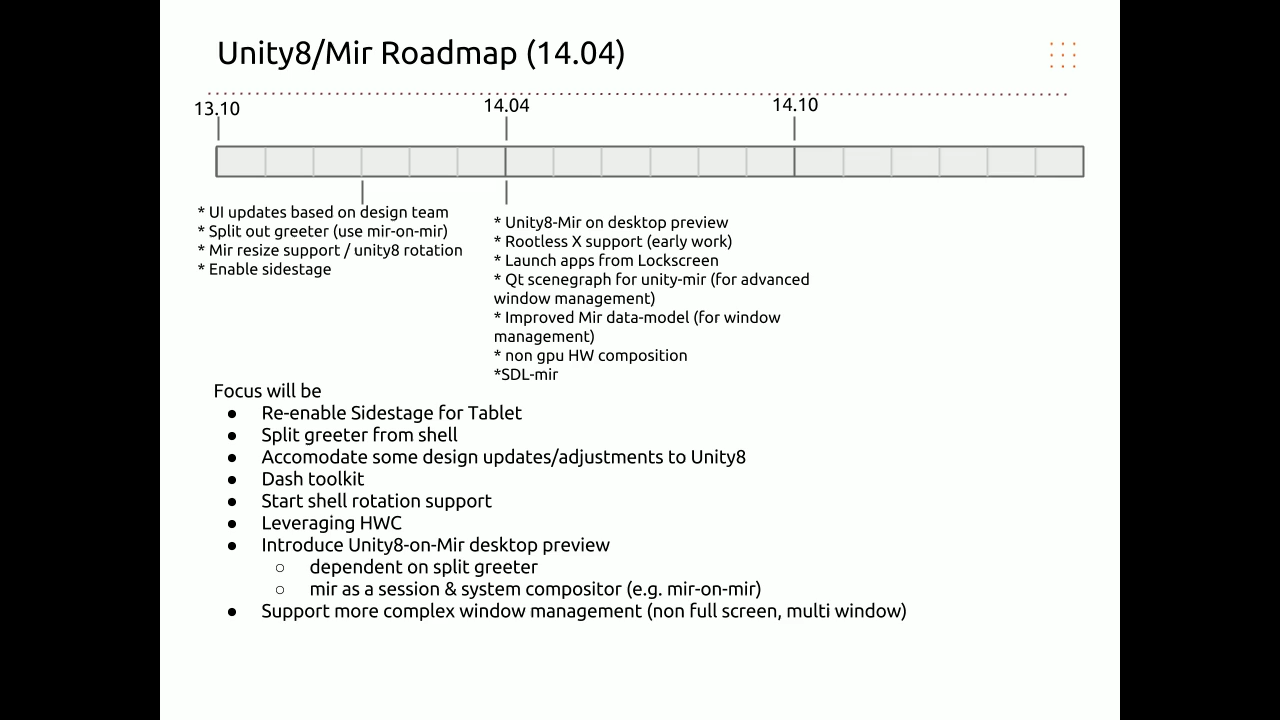 Unity8/Mir Roadmap (14.04)
13.10
14.04
14.10
* UI updates based on design team
* Split out greeter (use mir-on-mir)
* Mir resize support / unity8 rotation
* Enable sidestage
* Unity8-Mir on desktop preview
* Rootless X support (early work)
* Launch apps from Lockscreen
* Qt scenegraph for unity-mir (for advanced
window management)
* Improved Mir data-model (for window
management)
* non gpu HW composition
*SDL-mir
Focus will be
● Re-enable Sidestage for Tablet
● Split greeter from shell
● Accomodate some design updates/adjustments to Unity8
● Dash toolkit
● Start shell rotation support
● Leveraging HWC
● Introduce Unity8-on-Mir desktop preview
○ dependent on split greeter
○ mir as a session & system compositor (e.g. mir-on-mir)
● Support more complex window management (non full screen, multi window)